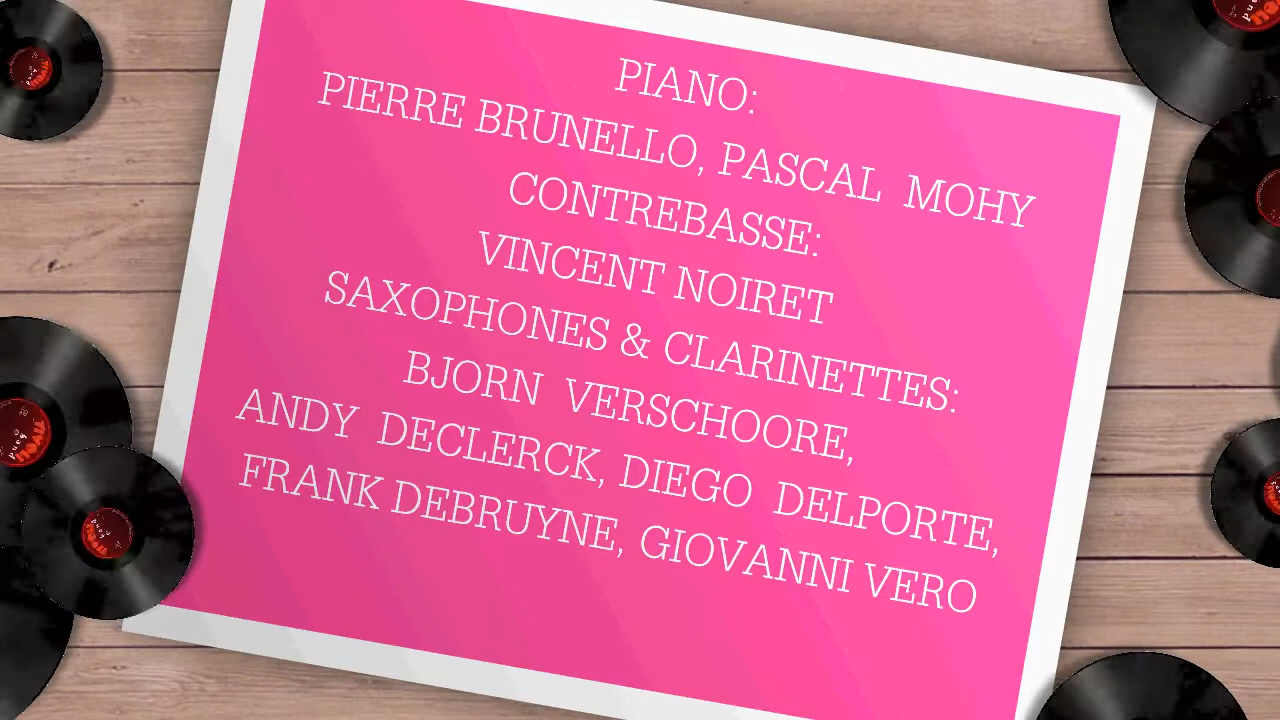 PIANO:
PIERRE BRUNELLO, PASCAL MOHY
CONTREBASSE:
VINCENT NOIRET
SAXOPHONES & CLARINETTES:
BJORN VERSCHOORE,
ANDY DECLERCK, DIEGO DELPORTE,
FRANK DEBRUYNE, GIOVANNI VERO